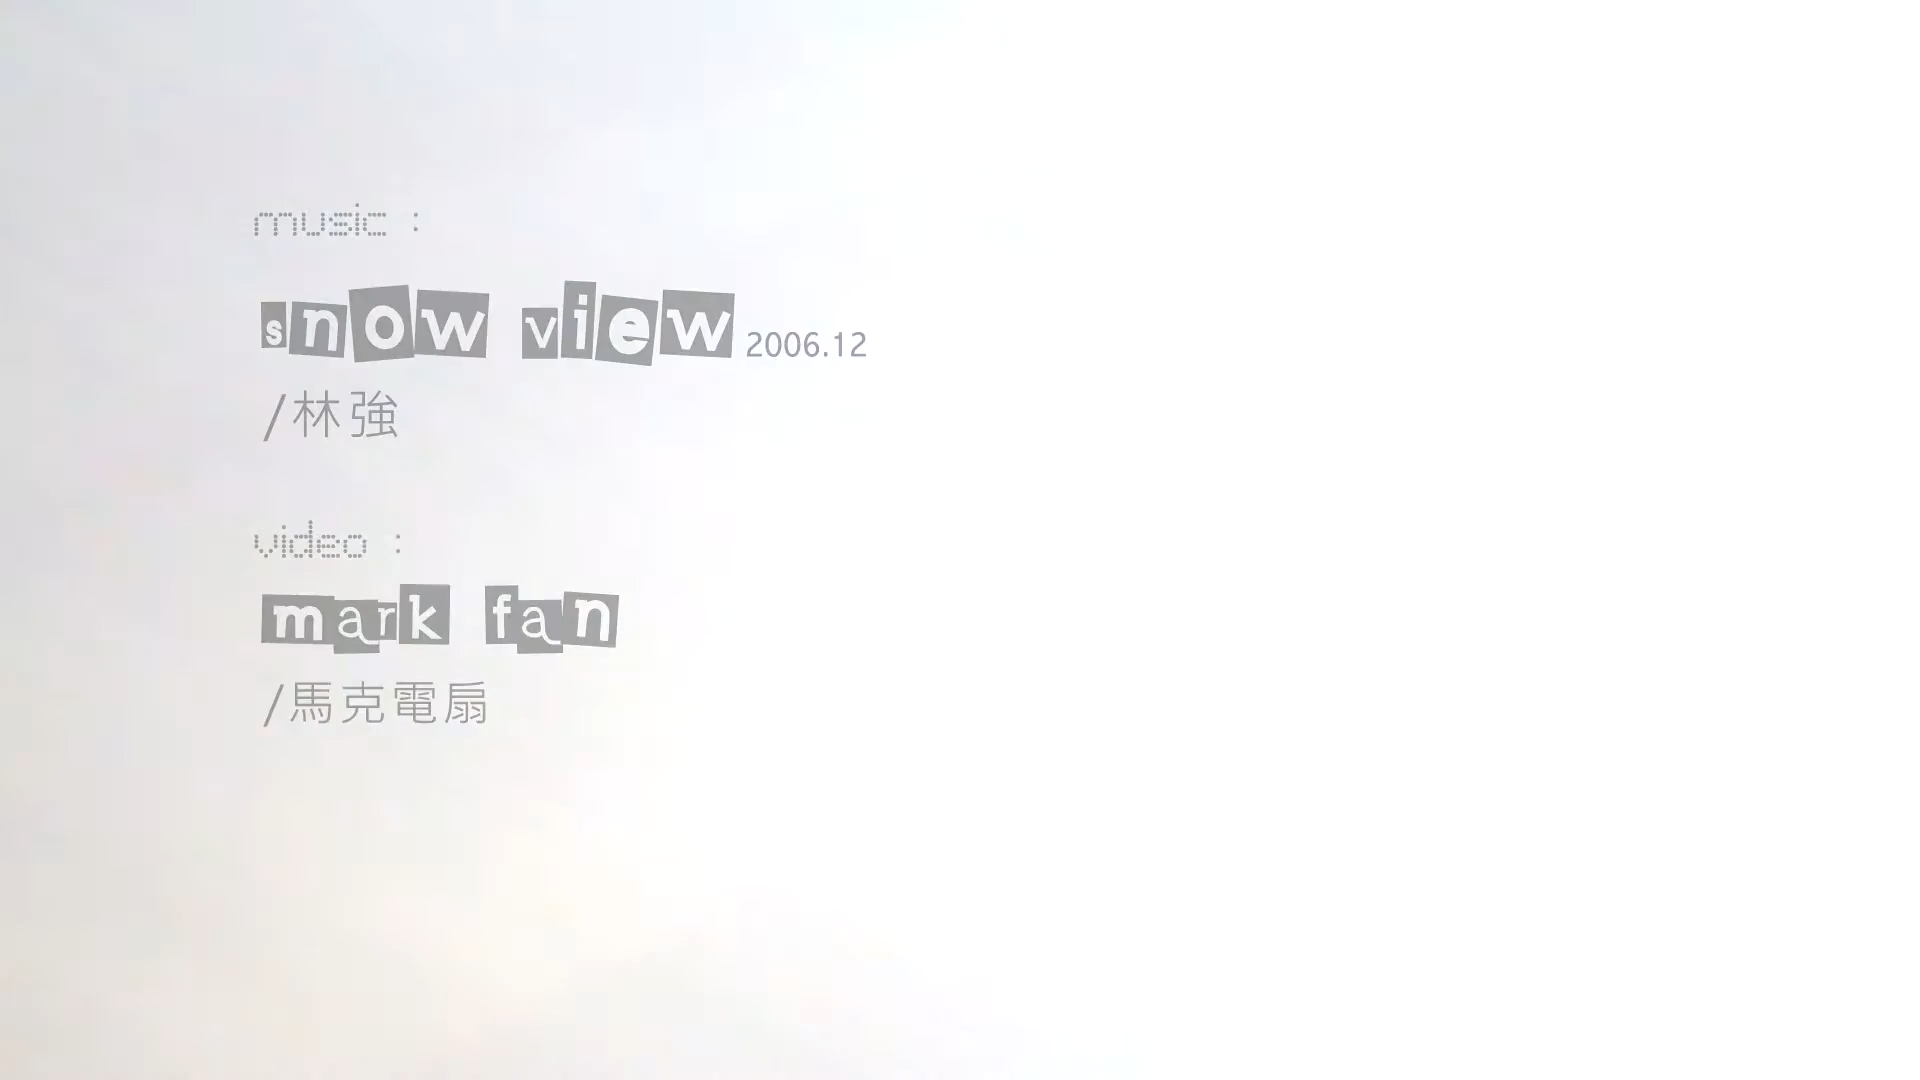 music :
snow view 2006.12
/林強
video :
mark fan
/馬克電扇